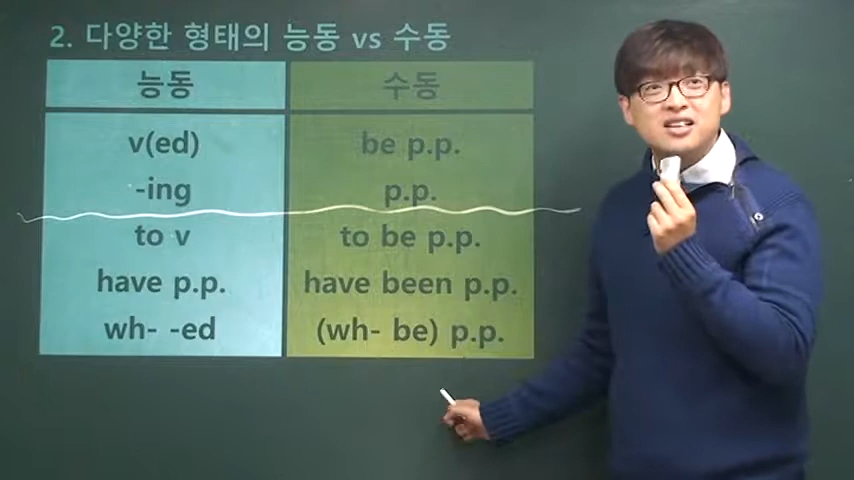 2. 다양한 형태의 능동 vs 수동
능동 수동
v(ed) be p.p.
-ing p.p.
to v to be p.p.
have p.p. have been p.p.
wh- -ed (wh- be) p.p.